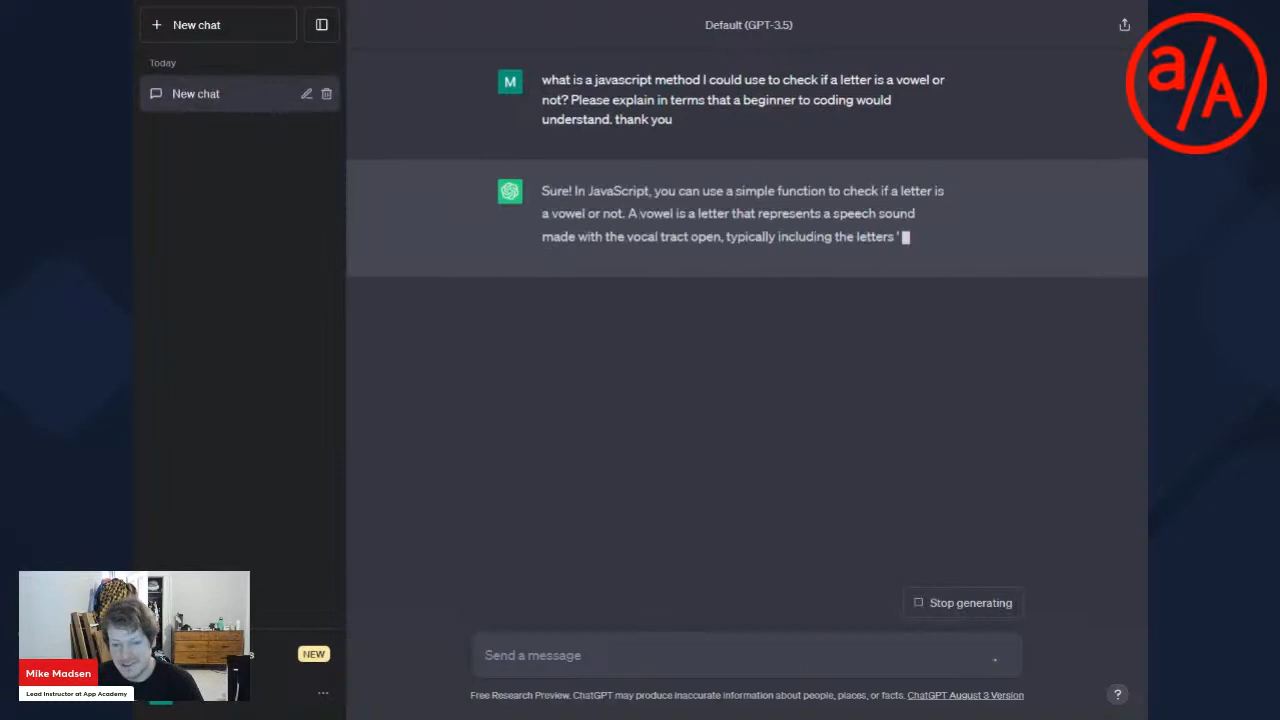 New chat
Default (GPT-3.5)
a/A
Today
New chat
M
what is a javascript method I could use to check if a letter is a vowel or
not? Please explain in terms that a beginner to coding would
understand. thank you
Sure! In JavaScript, you can use a simple function to check if a letter is
a vowel or not. A vowel is a letter that represents a speech sound
made with the vocal tract open, typically including the letters '
Stop generating
s
NEW
Send a message
Mike Madsen
Lead Instructor at App Academy
Free Research Preview. ChatGPT may produce inaccurate information about people, places, or facts. ChatGPT August 3 Version
?